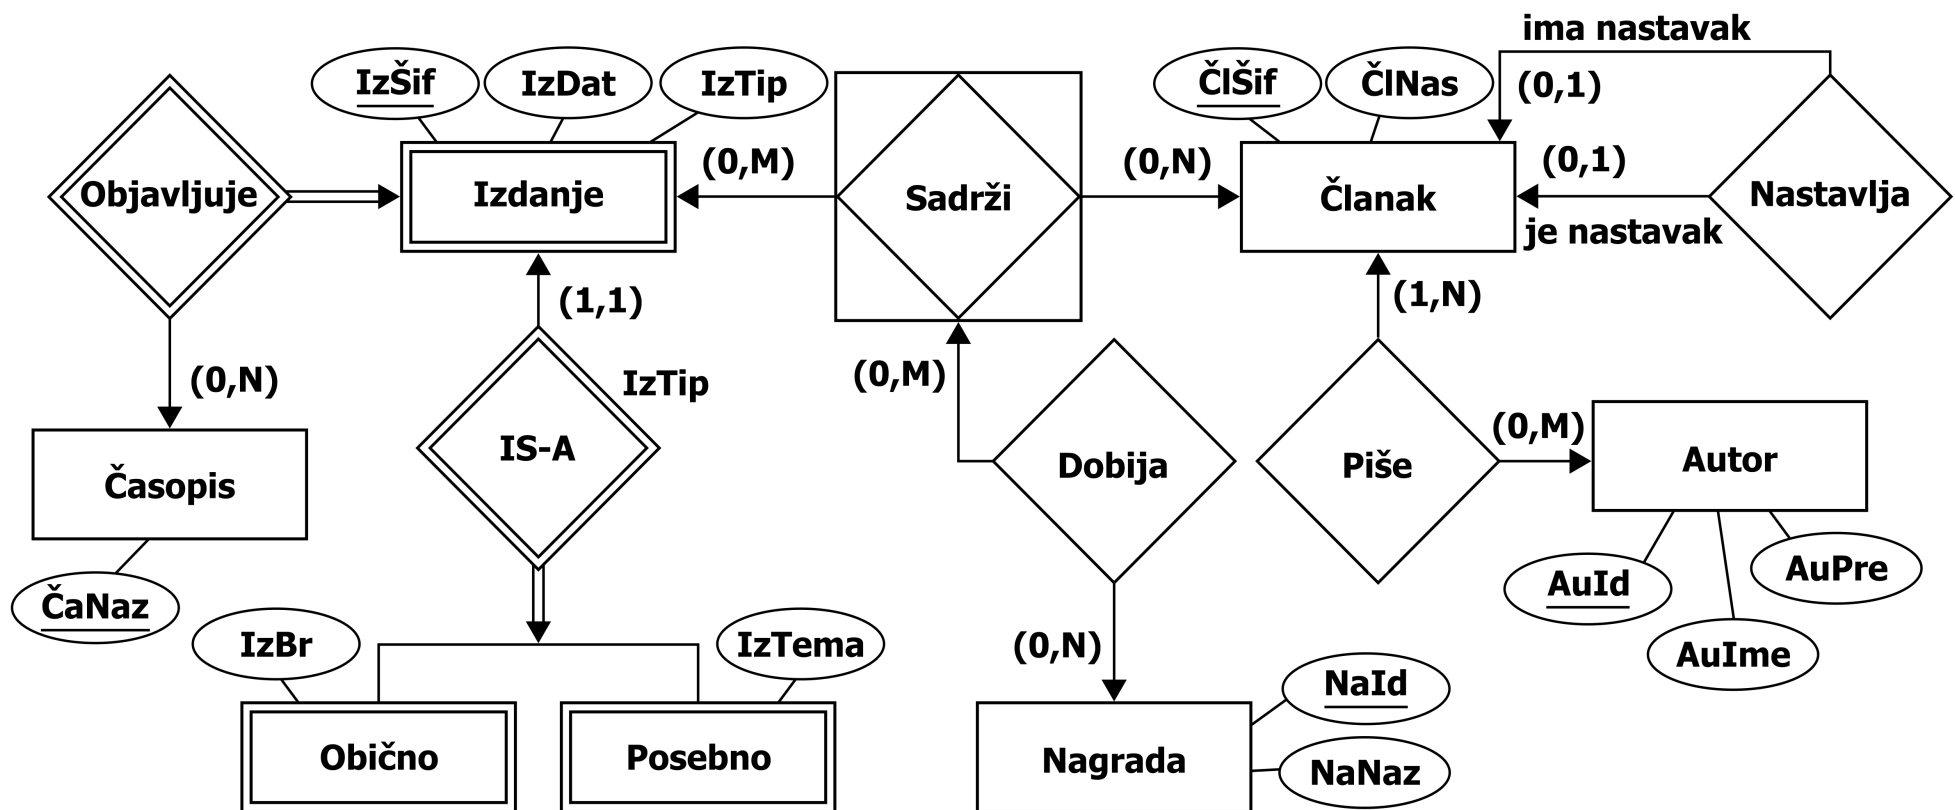 ima nastavak
IzŠif
IzDat
IzTip
ČlŠif
ČlNas
(0,1)
(0,M)
(0,N)
(0,1)
Objavljuje
Izdanje
Sadrži
Članak
Nastavlja
je nastavak
(1,1)
(1,N)
(0,N)
IzTip
(0,M)
(0,M)
IS-A
Časopis
Dobija
Piše
Autor
ČaNaz
AuId
AuPre
IzBr
IzTema
(0,N)
AuIme
NaId
Obično
Posebno
Nagrada
NaNaz